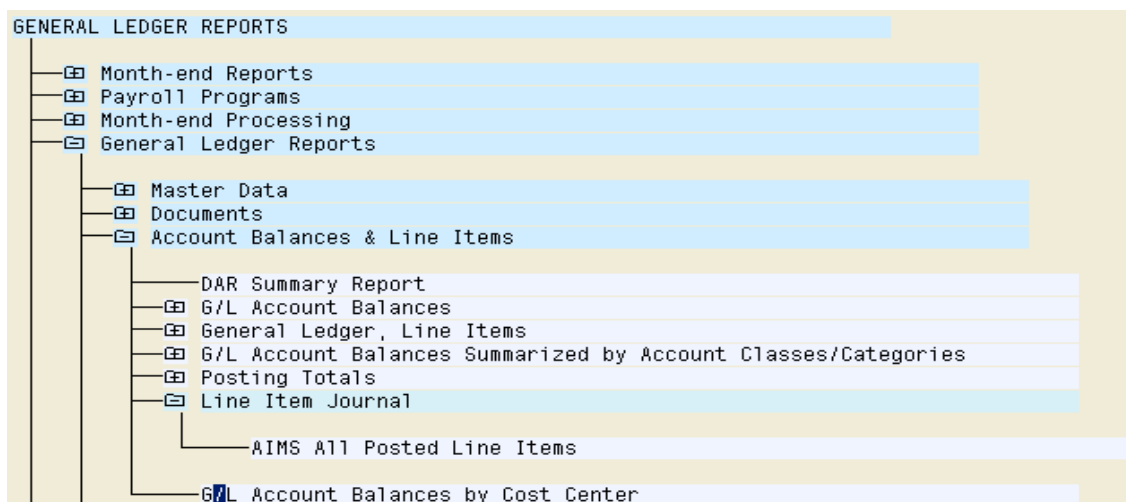 GENERAL LEDGER REPORTS
Month-end Reports
Payroll Programs
Month-end Processing
General Ledger Reports
Master Data
Documents
Account Balances & Line Items
DAR Summary Report
G/L Account Balances
General Ledger, Line Items
G/L Account Balances Summarized by Account Classes/Categories
Posting Totals
Line Item Journal
AIMS All Posted Line Items
G/L Account Balances by Cost Center